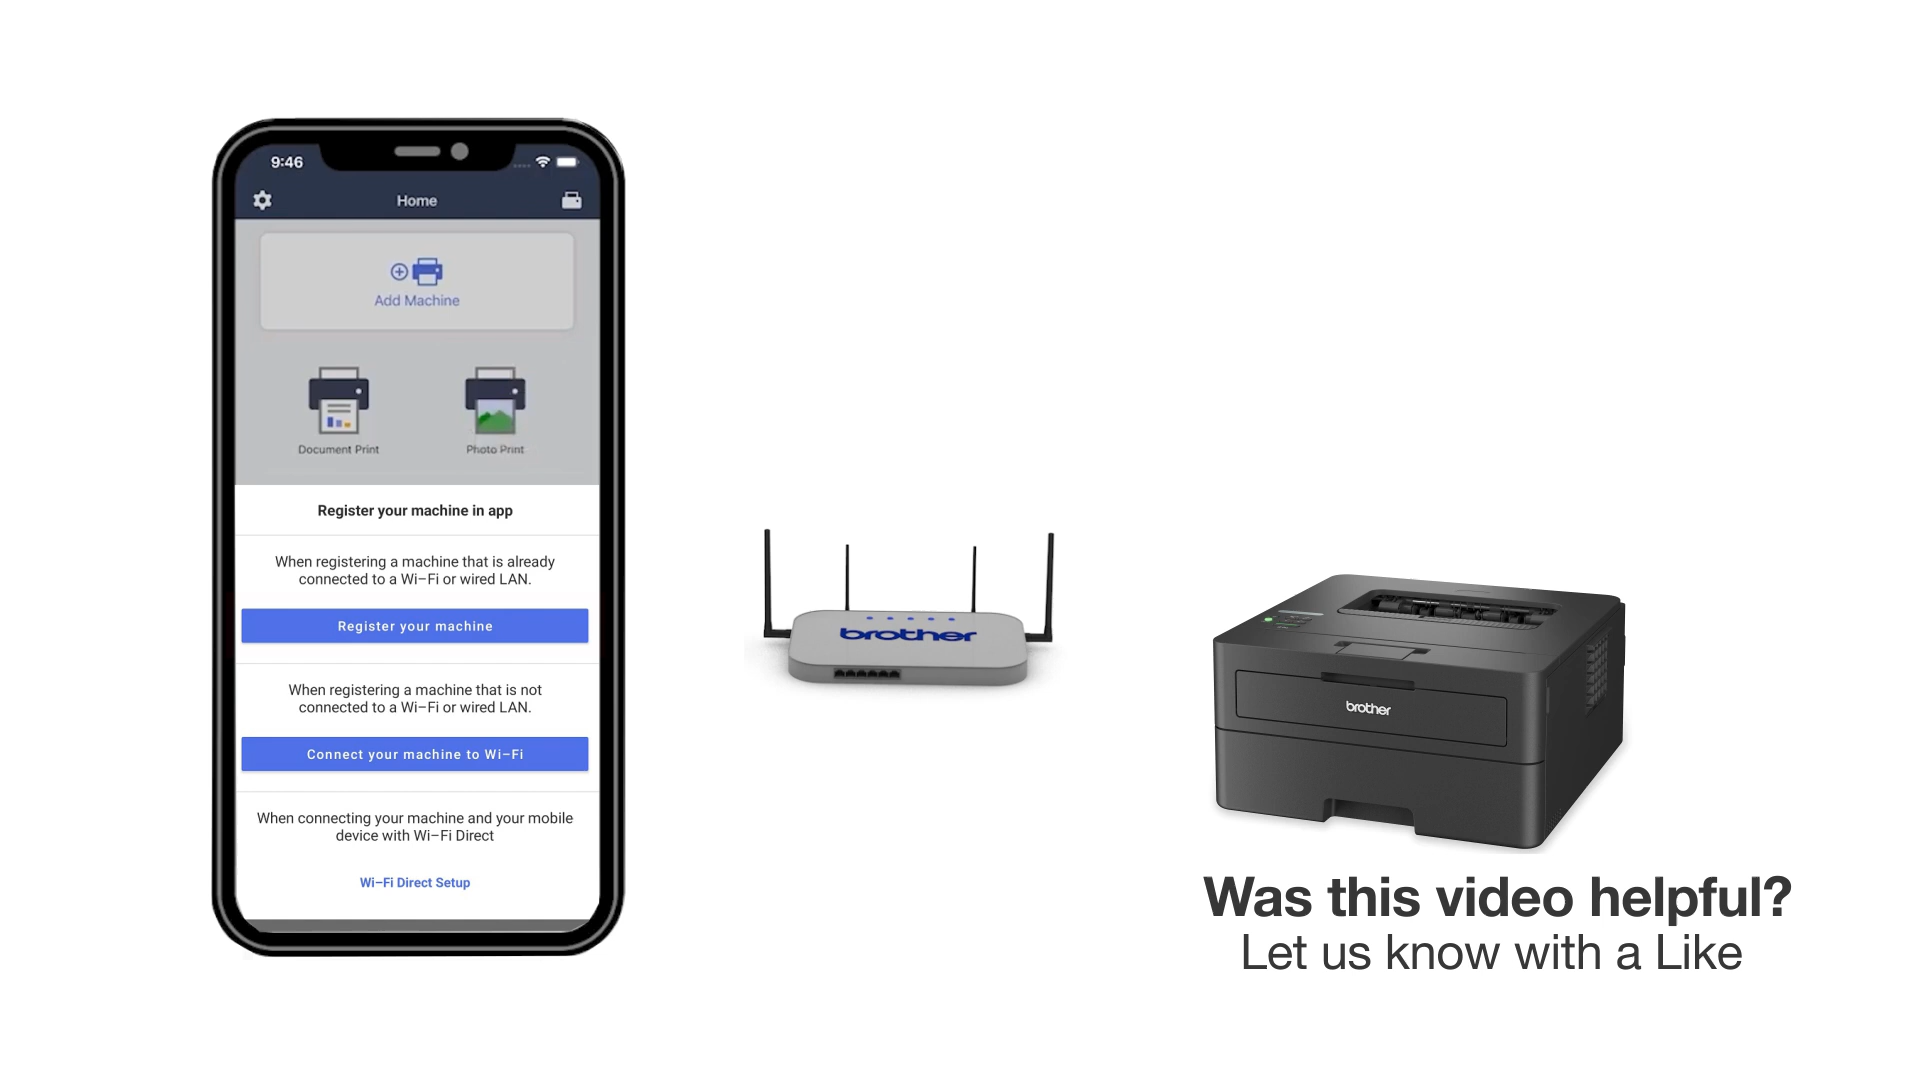 9:46
Home
Add Machine
Document Print
Photo Print
Register your machine in app
When registering a machine that is already
connected to a Wi-Fi or wired LAN.
Register your machine
When registering a machine that is not
connected to a Wi-Fi or wired LAN.
Connect your machine to Wi-Fi
When connecting your machine and your mobile
device with Wi-Fi Direct
Wi-Fi Direct Setup
brother
brother
Was this video helpful?
Let us know with a Like